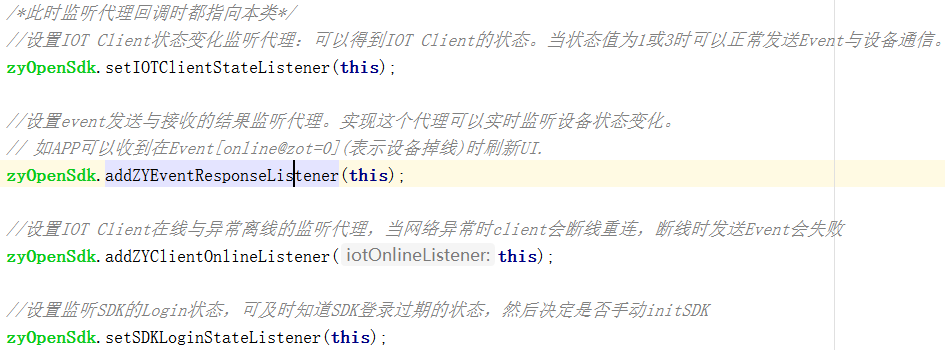 /*此时监听代理回调时都指向本类*/
//设置IOT Client状态变化监听代理：可以得到IOT Client的状态。当状态值为1或3时可以正常发送Event与设备通信。
zyOpenSdk.setIOTClientStateListener(this);
//设置event发送与接收的结果监听代理。实现这个代理可以实时监听设备状态变化。
// 如APP可以收到在Event[online@zot=0](表示设备掉线)时刷新UI.
zyOpenSdk.addZYEventResponseListener(this);
//设置IOT Client在线与异常离线的监听代理，当网络异常时client会断线重连，断线时发送Event会失败
zyOpenSdk.addZYClientOnlineListener( iotOnlineListener: this);
//设置监听SDK的Login状态，可及时知道SDK登录过期的状态，然后决定是否手动initSDK
zyOpenSdk.setSDKLoginStateListener(this);